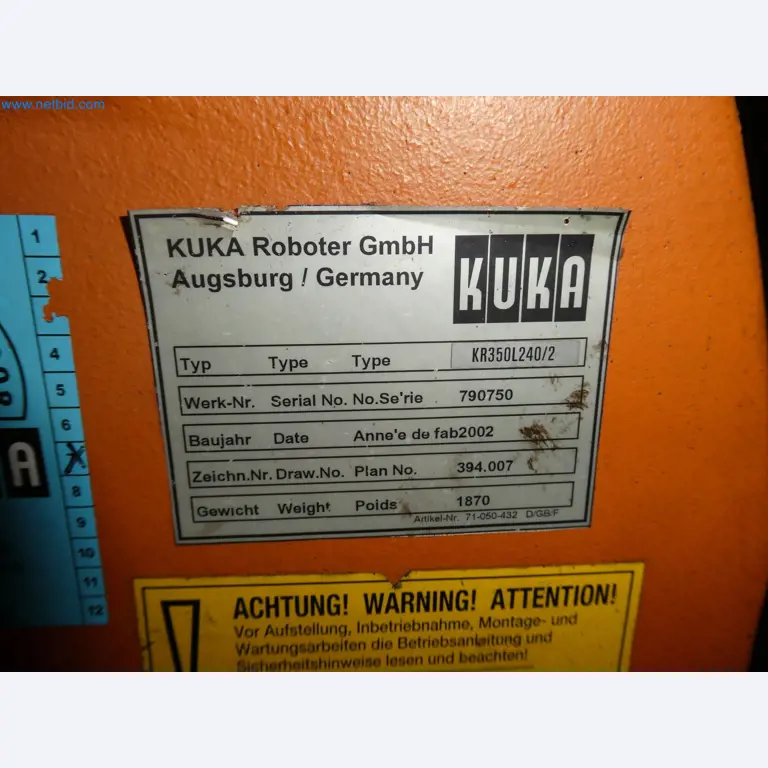 www.netbid.com
KUKA Roboter GmbH
Augsburg / Germany
KUKA
Typ Type Type KR350L240/2
Werk-Nr. Serial No. No.Se'rie 790750
Baujahr Date Anne'e de fab2002
Zeichn.Nr. Draw.No. Plan No. 394.007
Gewicht Weight Poids 1870
Artikel-Nr. 71-050-432 D/GB/F
1
2
4
5
6
X
8
9
10
11
12
A
ACHTUNG! WARNING! ATTENTION!
Vor Aufstellung, Inbetriebnahme, Montage- und
Wartungsarbeiten die Betriebsanleitung und
Sicherheitshinweise lesen und beachten!